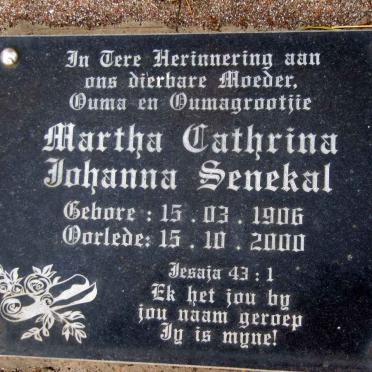 In Tere Herinnering aan
ons dierbare Moeder,
Ouma en Oumagrootjie
Martha Cathrina
Johanna Senekal
Gebore : 15 . 03 . 1906
Oorlede: 15 . 10 . 2000
Jesaja 43 : 1
Ek het jou by
jou naam geroep
Jy is myne!